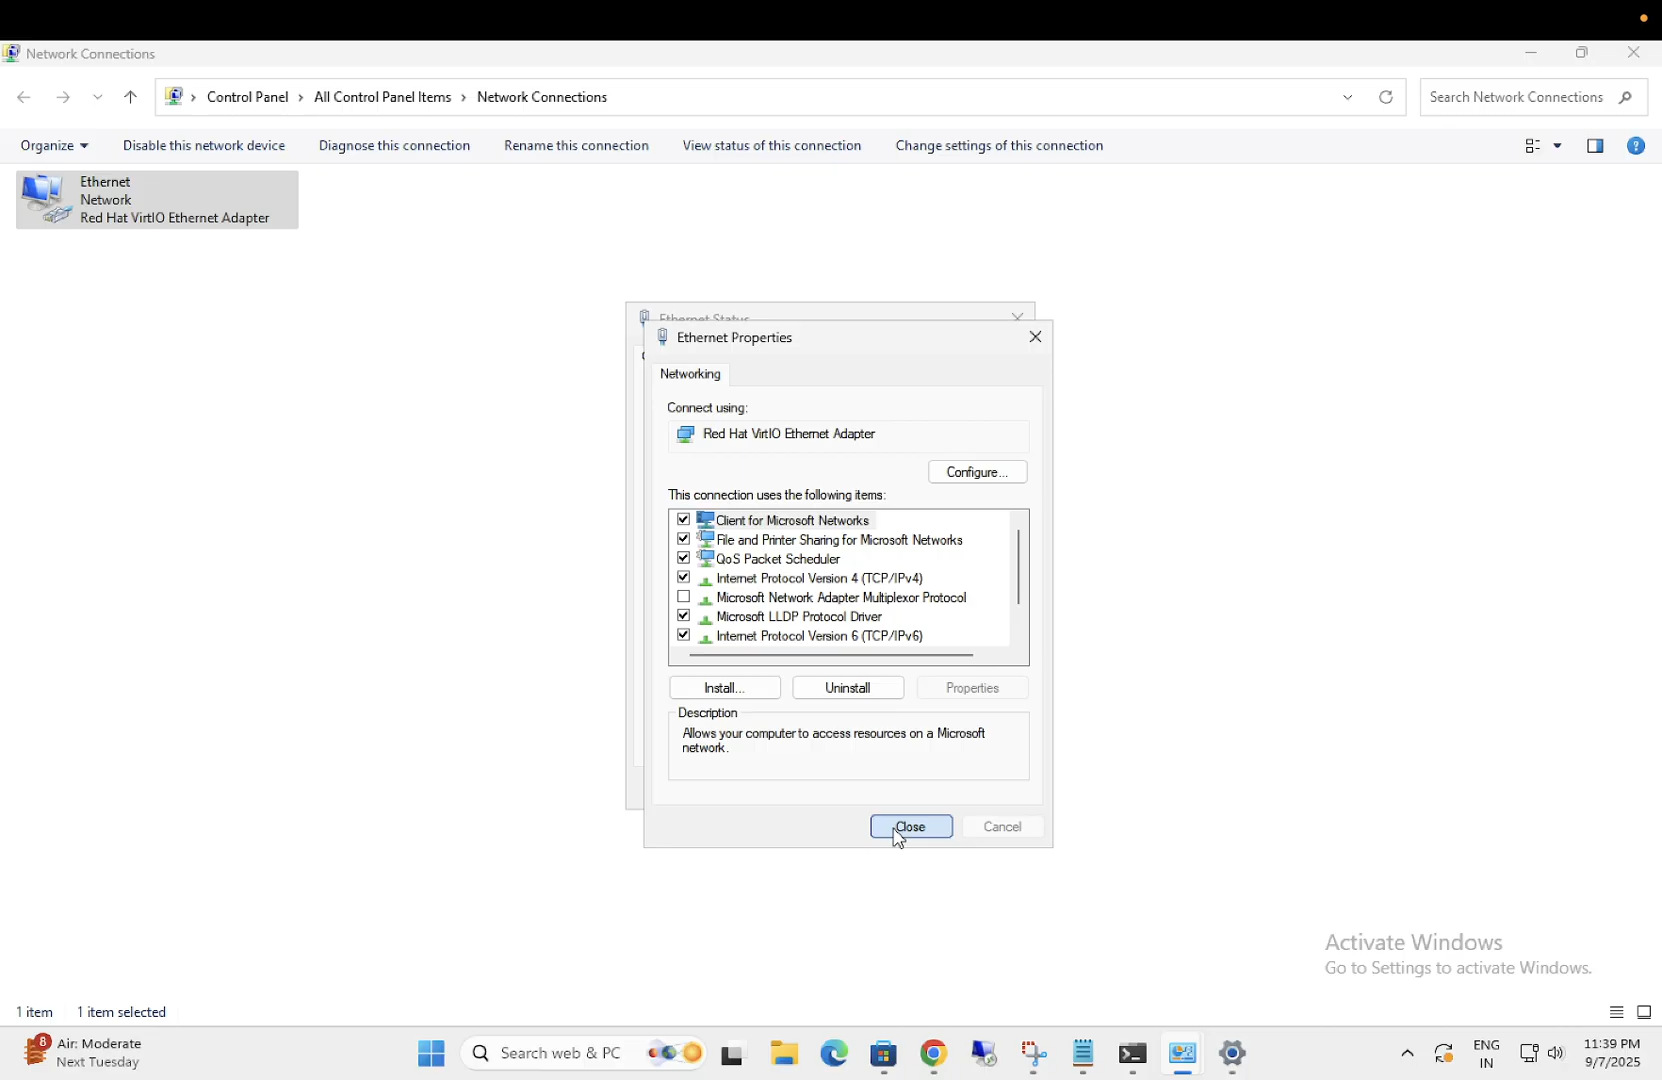 Network Connections
Control Panel > All Control Panel Items > Network Connections
Search Network Connections
Organize
Disable this network device
Diagnose this connection
Rename this connection
View status of this connection
Change settings of this connection
Ethernet
Network
Red Hat VirtIO Ethernet Adapter
Ethernet Status
Ethernet Properties
Networking
Connect using:
Red Hat VirtIO Ethernet Adapter
Configure...
This connection uses the following items:
Client for Microsoft Networks
File and Printer Sharing for Microsoft Networks
QoS Packet Scheduler
Internet Protocol Version 4 (TCP/IPv4)
Microsoft Network Adapter Multiplexor Protocol
Microsoft LLDP Protocol Driver
Internet Protocol Version 6 (TCP/IPv6)
Install...
Uninstall
Properties
Description
Allows your computer to access resources on a Microsoft
network.
Close
Cancel
Activate Windows
Go to Settings to activate Windows.
1 item
1 item selected
8
Air: Moderate
Next Tuesday
Search web & PC
ENG
IN
11:39 PM
9/7/2025